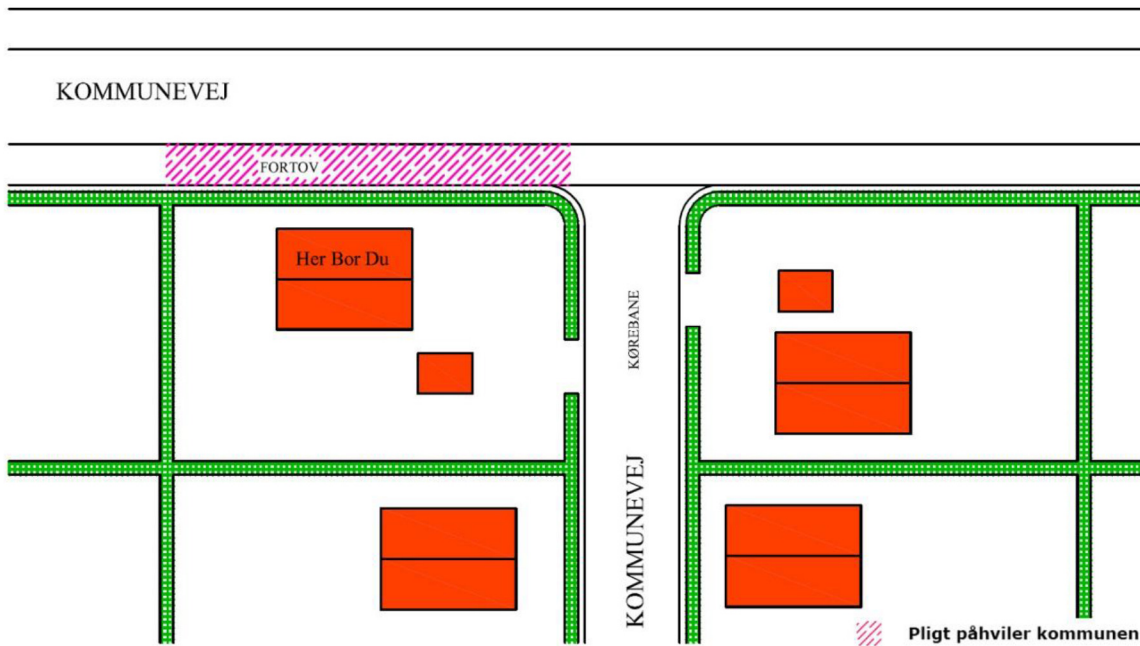 KOMMUNEVEJ
FORTOV
Her Bor Du
KØREBANE
KOMMUNEVEJ
Pligt påhviler kommunen